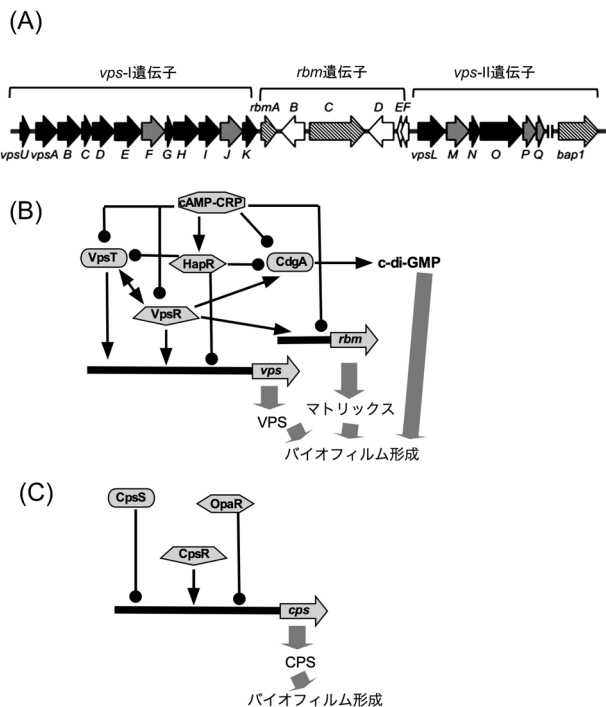 (A)
vps-I遺伝子 rbm遺伝子 vps-II遺伝子
rbmA B C D EF
vpsU vpsA B C D E F G H I J K vpsL M N O P Q bap1
(B)
cAMP-CRP
VpsT HapR CdgA c-di-GMP
VpsR
rbm
vps
マトリックス
VPS
バイオフィルム形成
(C)
CpsS OpaR
CpsR
cps
CPS
バイオフィルム形成